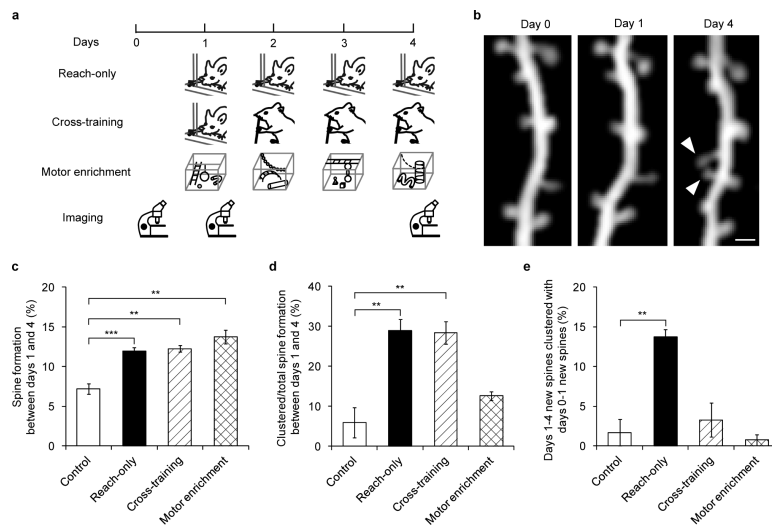 a
Days
0 1 2 3 4
Reach-only
Cross-training
Motor enrichment
Imaging
b
Day 0 Day 1 Day 4
c
Spine formation
between days 1 and 4 (%)
20
15
10
5
0
***
**
**
Control
Reach-only
Cross-training
Motor enrichment
d
Clustered/total spine formation
between days 1 and 4 (%)
40
30
20
10
0
**
**
Control
Reach-only
Cross-training
Motor enrichment
e
Days 1-4 new spines clustered with
days 0-1 new spines (%)
20
15
10
5
0
**
Control
Reach-only
Cross-training
Motor enrichment